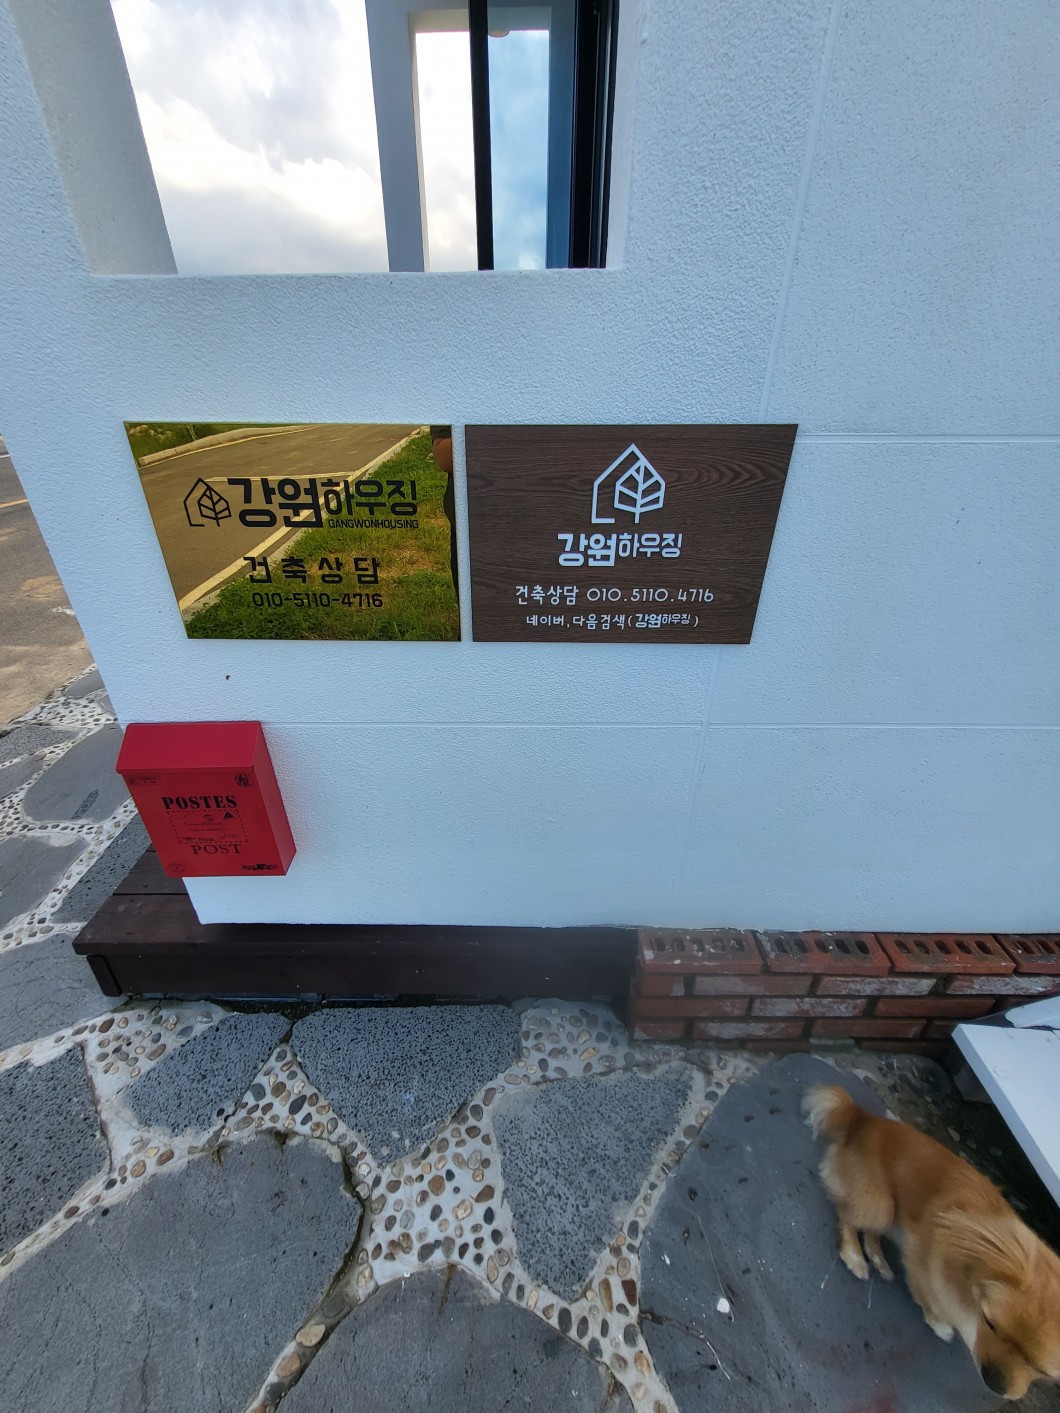 강원하우징
GANGWONHOUSING
건축상담
010-5110-4716
강원하우징
건축상담 010.5110.4716
네이버,다음검색(강원하우징)
POSTES
POST